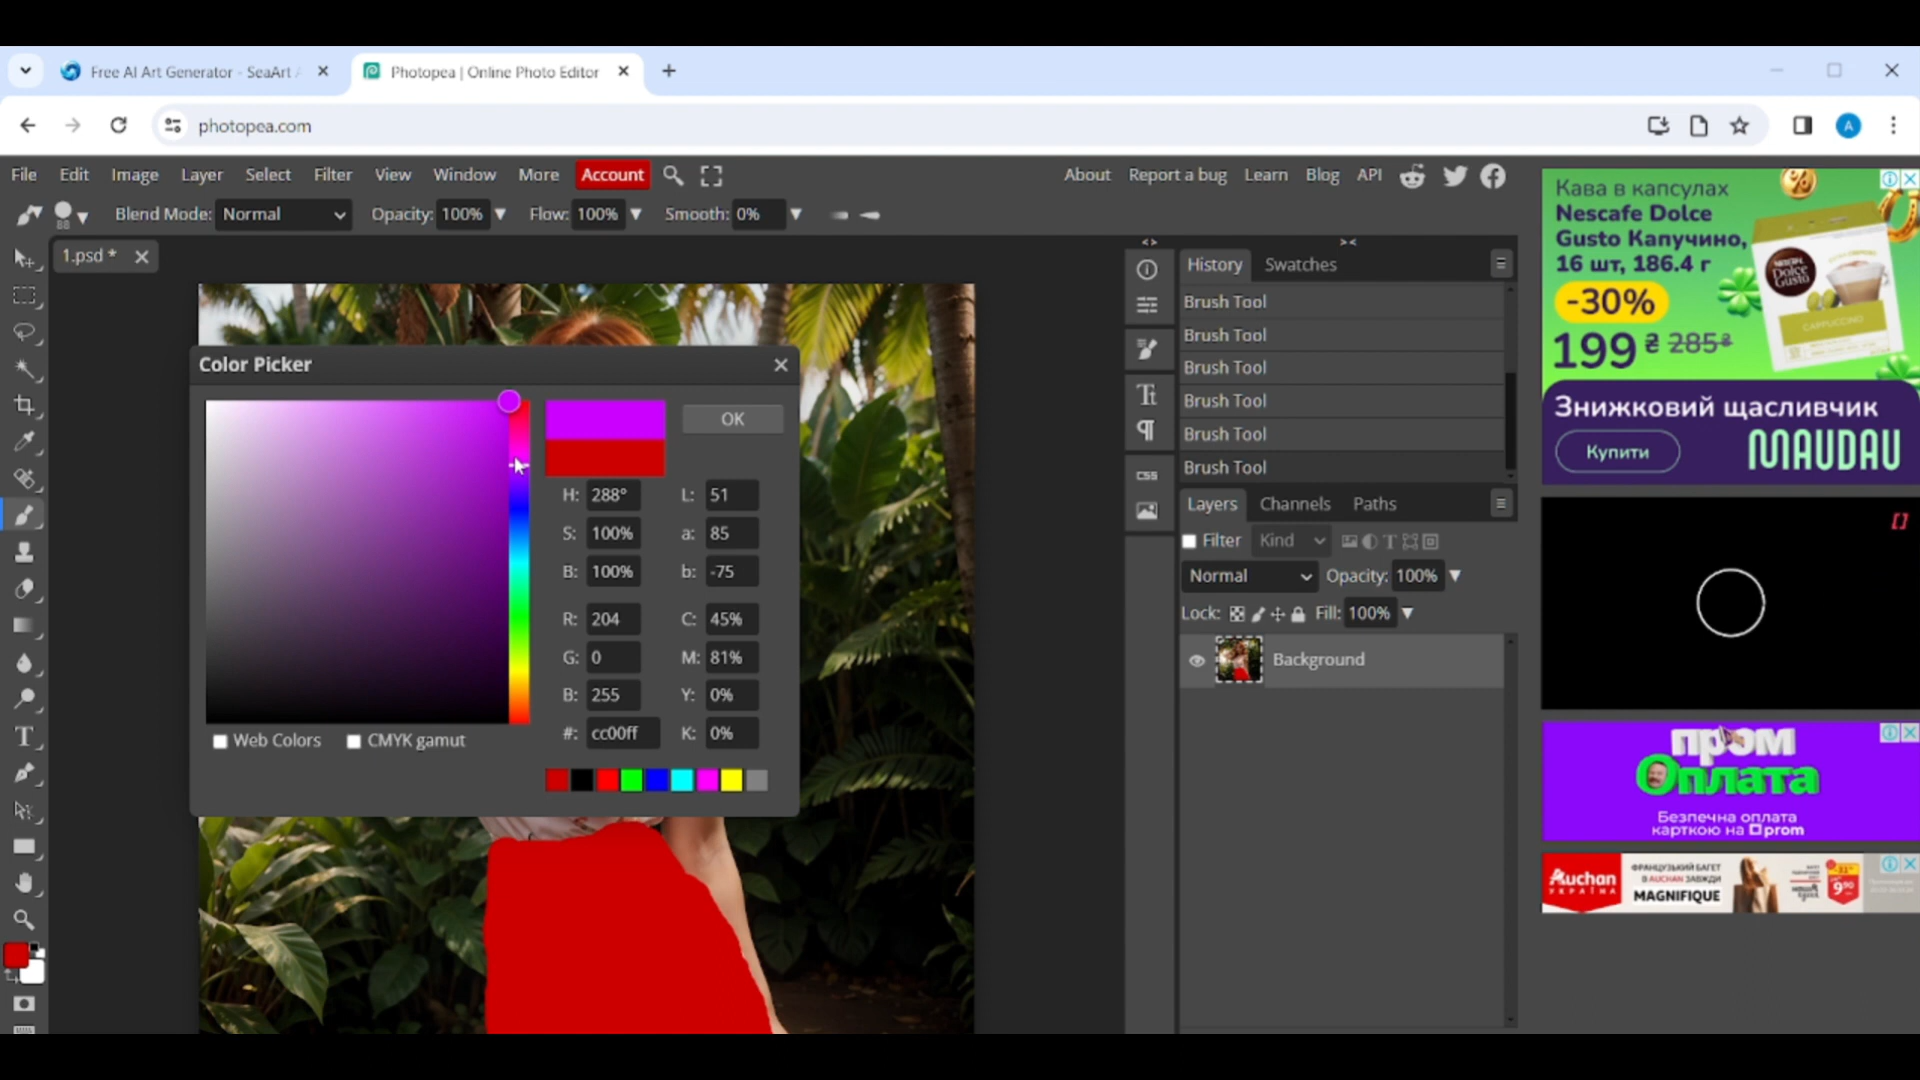 Free AI Art Generator - SeaArt A
Photopea | Online Photo Editor
photopea.com
A
File Edit Image Layer Select Filter View Window More Account
About Report a bug Learn Blog API
Blend Mode: Normal Opacity: 100% Flow: 100% Smooth: 0%
1.psd *
Color Picker
OK
H: 288° L: 51
S: 100% a: 85
B: 100% b: -75
R: 204 C: 45%
G: 0 M: 81%
B: 255 Y: 0%
#: cc00ff K: 0%
Web Colors CMYK gamut
CSS
History Swatches
Brush Tool
Brush Tool
Brush Tool
Brush Tool
Brush Tool
Brush Tool
Layers Channels Paths
Filter Kind
Normal Opacity: 100%
Lock: Fill: 100%
Background
Кава в капсулах
Nescafe Dolce
Gusto Капучино,
16 шт, 186.4 г
-30%
199 ₴ 285₴
NESCAFÉ
Dolce
Gusto
CAPPUCCINO
Знижковий щасливчик
Купити MAUDAU
пром
Оплата
Безпечна оплата
карткою на prom
Auchan
УКРАЇНА
ФРАНЦУЗЬКИЙ БАГЕТ
В AUCHAN ЗАВЖДИ
MAGNIFIQUE
9 90